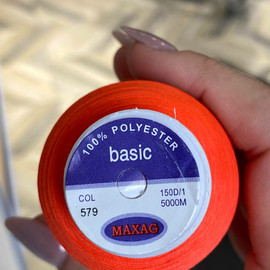 100% POLYESTER
basic
COL
579
150D/1
5000M
MAXAG